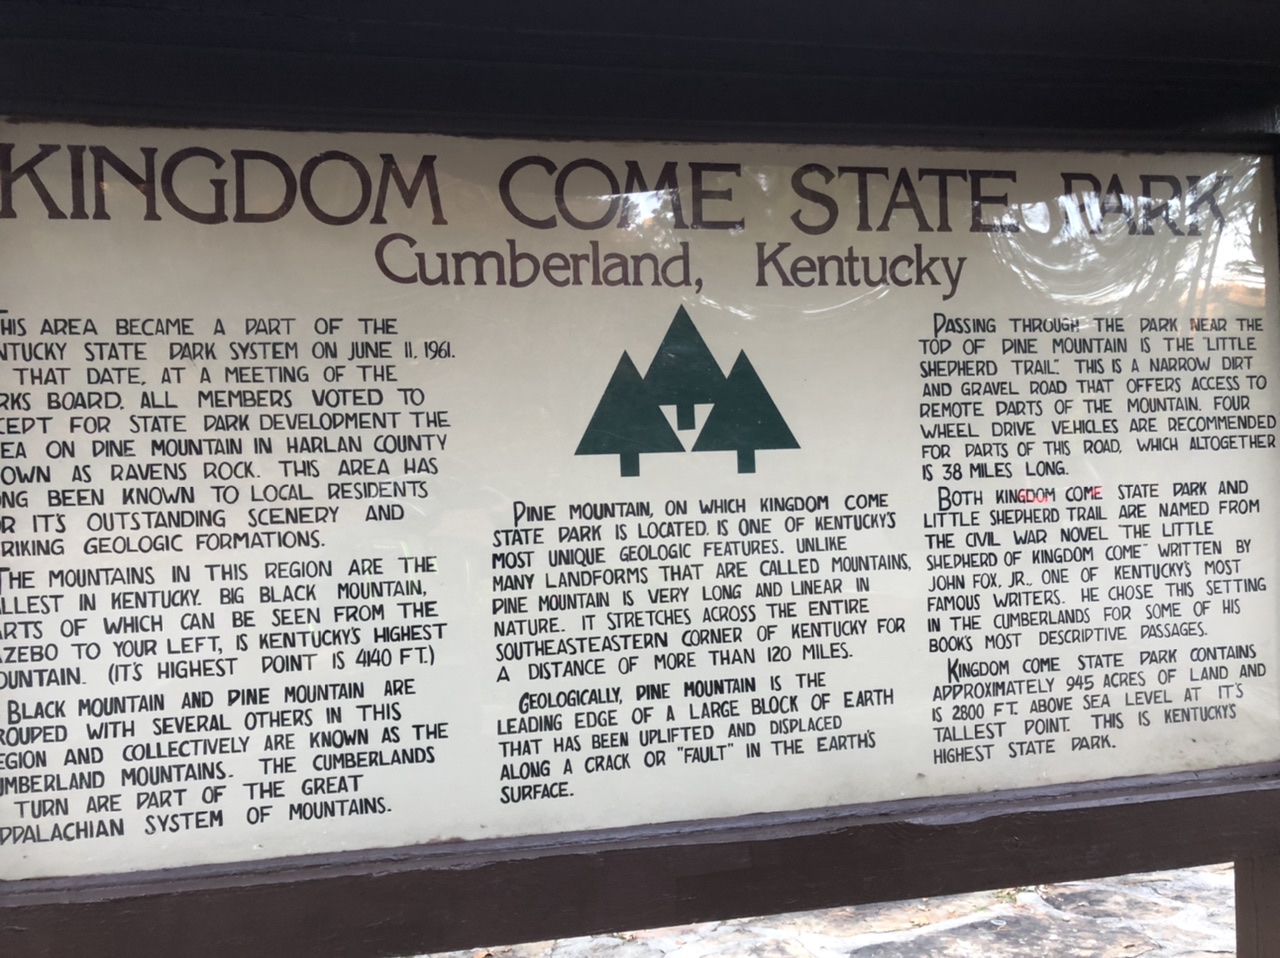 KINGDOM COME STATE PARK
Cumberland, Kentucky
HIS AREA BECAME A PART OF THE
NTUCKY STATE PARK SYSTEM ON JUNE 11, 1961.
THAT DATE, AT A MEETING OF THE
RKS BOARD, ALL MEMBERS VOTED TO
CEPT FOR STATE PARK DEVELOPMENT THE
EA ON PINE MOUNTAIN IN HARLAN COUNTY
OWN AS RAVENS ROCK. THIS AREA HAS
NG BEEN KNOWN TO LOCAL RESIDENTS
R IT'S OUTSTANDING SCENERY AND
RIKING GEOLOGIC FORMATIONS.
THE MOUNTAINS IN THIS REGION ARE THE
LLEST IN KENTUCKY. BIG BLACK MOUNTAIN,
ARTS OF WHICH CAN BE SEEN FROM THE
AZEBO TO YOUR LEFT, IS KENTUCKY'S HIGHEST
OUNTAIN. (IT'S HIGHEST POINT IS 4140 FT.)
BLACK MOUNTAIN AND PINE MOUNTAIN ARE
ROUPED WITH SEVERAL OTHERS IN THIS
EGION AND COLLECTIVELY ARE KNOWN AS THE
UMBERLAND MOUNTAINS. THE CUMBERLANDS
TURN ARE PART OF THE GREAT
PPALACHIAN SYSTEM OF MOUNTAINS.
PINE MOUNTAIN, ON WHICH KINGDOM COME
STATE PARK IS LOCATED, IS ONE OF KENTUCKY'S
MOST UNIQUE GEOLOGIC FEATURES. UNLIKE
MANY LANDFORMS THAT ARE CALLED MOUNTAINS,
PINE MOUNTAIN IS VERY LONG AND LINEAR IN
NATURE. IT STRETCHES ACROSS THE ENTIRE
SOUTHEASTEASTERN CORNER OF KENTUCKY FOR
A DISTANCE OF MORE THAN 120 MILES.
GEOLOGICALLY, PINE MOUNTAIN IS THE
LEADING EDGE OF A LARGE BLOCK OF EARTH
THAT HAS BEEN UPLIFTED AND DISPLACED
ALONG A CRACK OR "FAULT" IN THE EARTH'S
SURFACE.
PASSING THROUGH THE PARK NEAR THE
TOP OF PINE MOUNTAIN IS THE "LITTLE
SHEPHERD TRAIL". THIS IS A NARROW DIRT
AND GRAVEL ROAD THAT OFFERS ACCESS TO
REMOTE PARTS OF THE MOUNTAIN. FOUR
WHEEL DRIVE VEHICLES ARE RECOMMENDED
FOR PARTS OF THIS ROAD, WHICH ALTOGETHER
IS 38 MILES LONG.
BOTH KINGDOM COME STATE PARK AND
LITTLE SHEPHERD TRAIL ARE NAMED FROM
THE CIVIL WAR NOVEL "THE LITTLE
SHEPHERD OF KINGDOM COME" WRITTEN BY
JOHN FOX, JR., ONE OF KENTUCKY'S MOST
FAMOUS WRITERS. HE CHOSE THIS SETTING
IN THE CUMBERLANDS FOR SOME OF HIS
BOOK'S MOST DESCRIPTIVE PASSAGES.
KINGDOM COME STATE PARK CONTAINS
APPROXIMATELY 945 ACRES OF LAND AND
IS 2800 FT. ABOVE SEA LEVEL AT IT'S
TALLEST POINT. THIS IS KENTUCKY'S
HIGHEST STATE PARK.